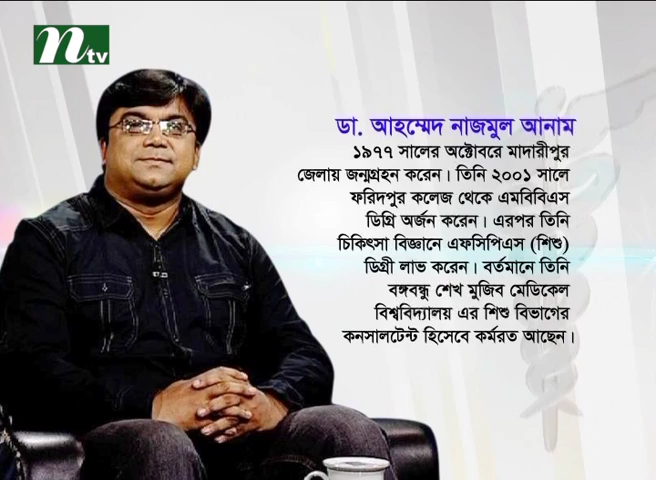 ntv
ডা. আহম্মেদ নাজমুল আনাম
১৯৭৭ সালের অক্টোবরে মাদারীপুর
জেলায় জন্মগ্রহন করেন। তিনি ২০০১ সালে
ফরিদপুর কলেজ থেকে এমবিবিএস
ডিগ্রি অর্জন করেন। এরপর তিনি
চিকিৎসা বিজ্ঞানে এফসিপিএস (শিশু)
ডিগ্রী লাভ করেন। বর্তমানে তিনি
বঙ্গবন্ধু শেখ মুজিব মেডিকেল
বিশ্ববিদ্যালয় এর শিশু বিভাগের
কনসালটেন্ট হিসেবে কর্মরত আছেন।